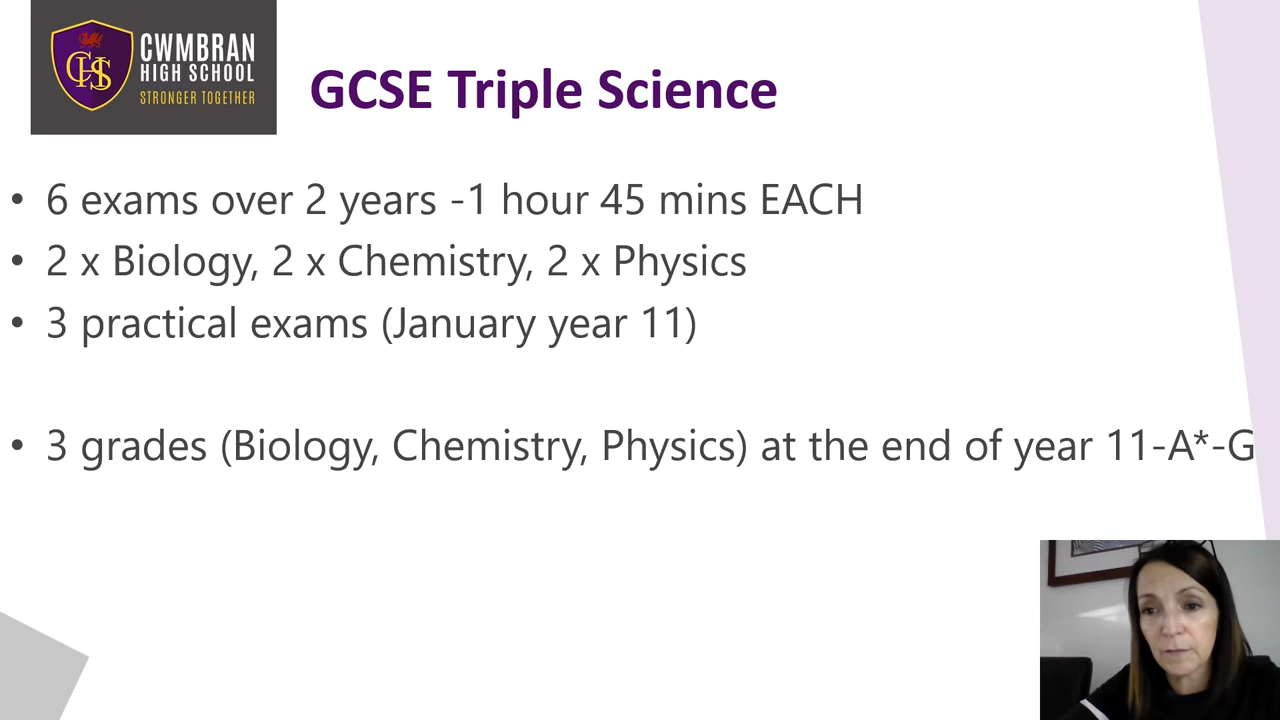 CHS
CWMBRAN
HIGH SCHOOL
STRONGER TOGETHER
GCSE Triple Science
• 6 exams over 2 years -1 hour 45 mins EACH
• 2 x Biology, 2 x Chemistry, 2 x Physics
• 3 practical exams (January year 11)
• 3 grades (Biology, Chemistry, Physics) at the end of year 11-A*-G